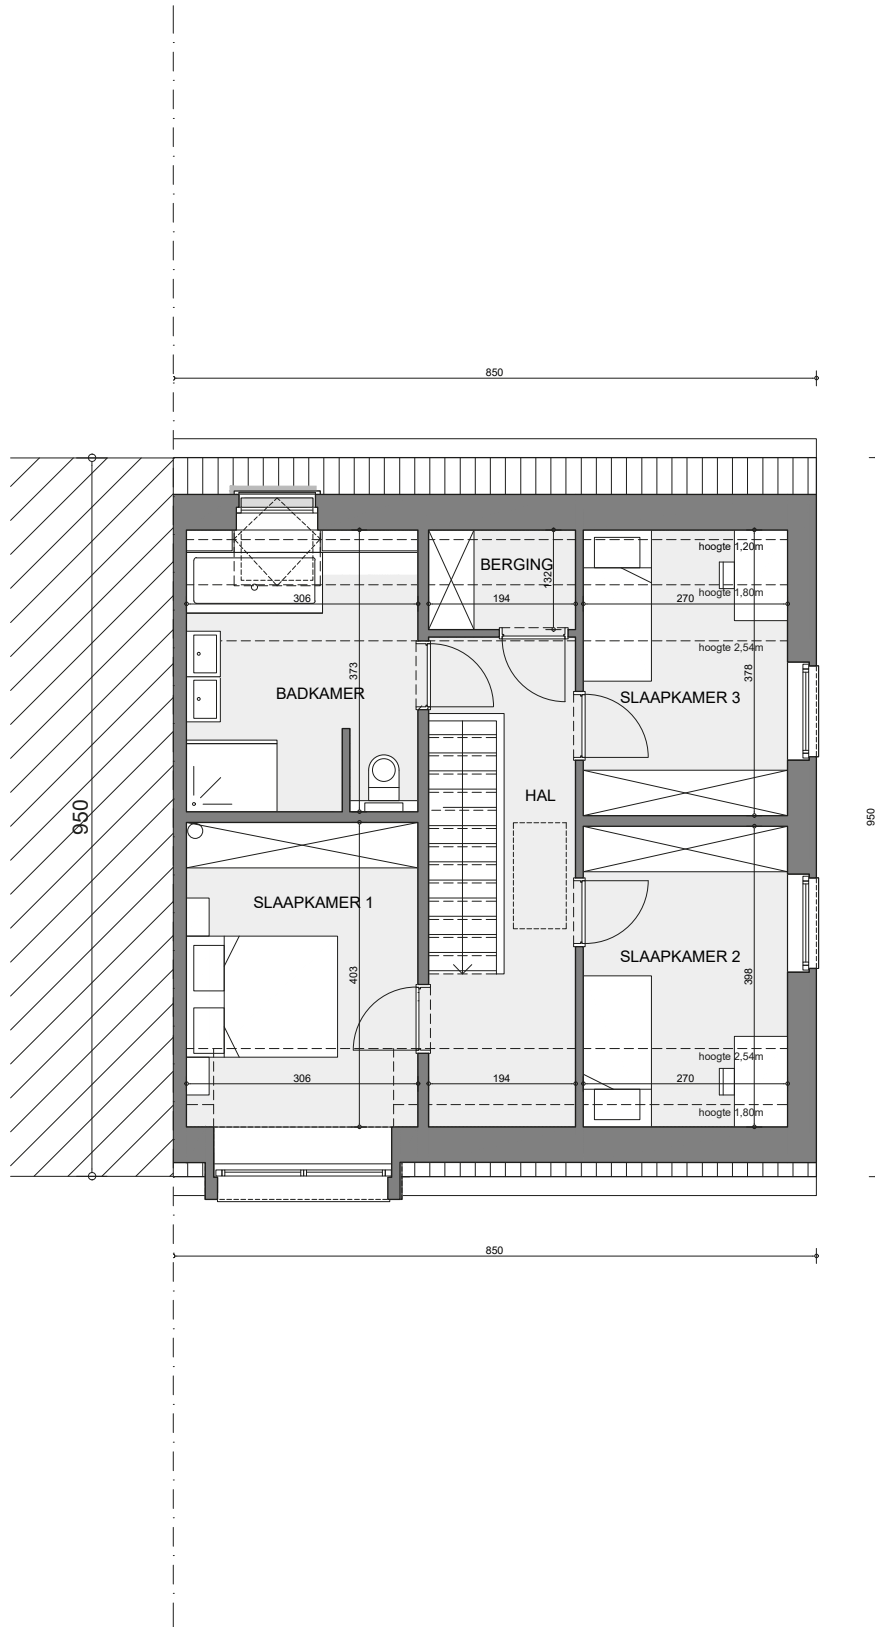 850
hoogte 1,20m
BERGING
132
hoogte 1,80m
306
194
270
hoogte 2,54m
373
378
BADKAMER
SLAAPKAMER 3
HAL
950
950
SLAAPKAMER 1
SLAAPKAMER 2
403
398
hoogte 2,54m
306
194
270
hoogte 1,80m
850